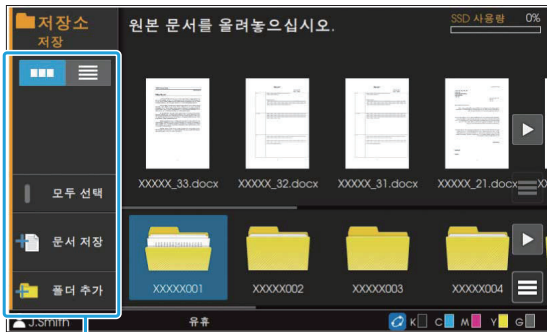 저장소
저장
원본 문서를 올려놓으십시오.
SSD 사용량 0%
XXXXX_33.docx XXXXX_32.docx XXXXX_31.docx XXXXX_21.docx
모두 선택
문서 저장
폴더 추가
XXXXX001 XXXXX002 XXXXX003 XXXXX004
J.Smith 유휴 K C M Y G